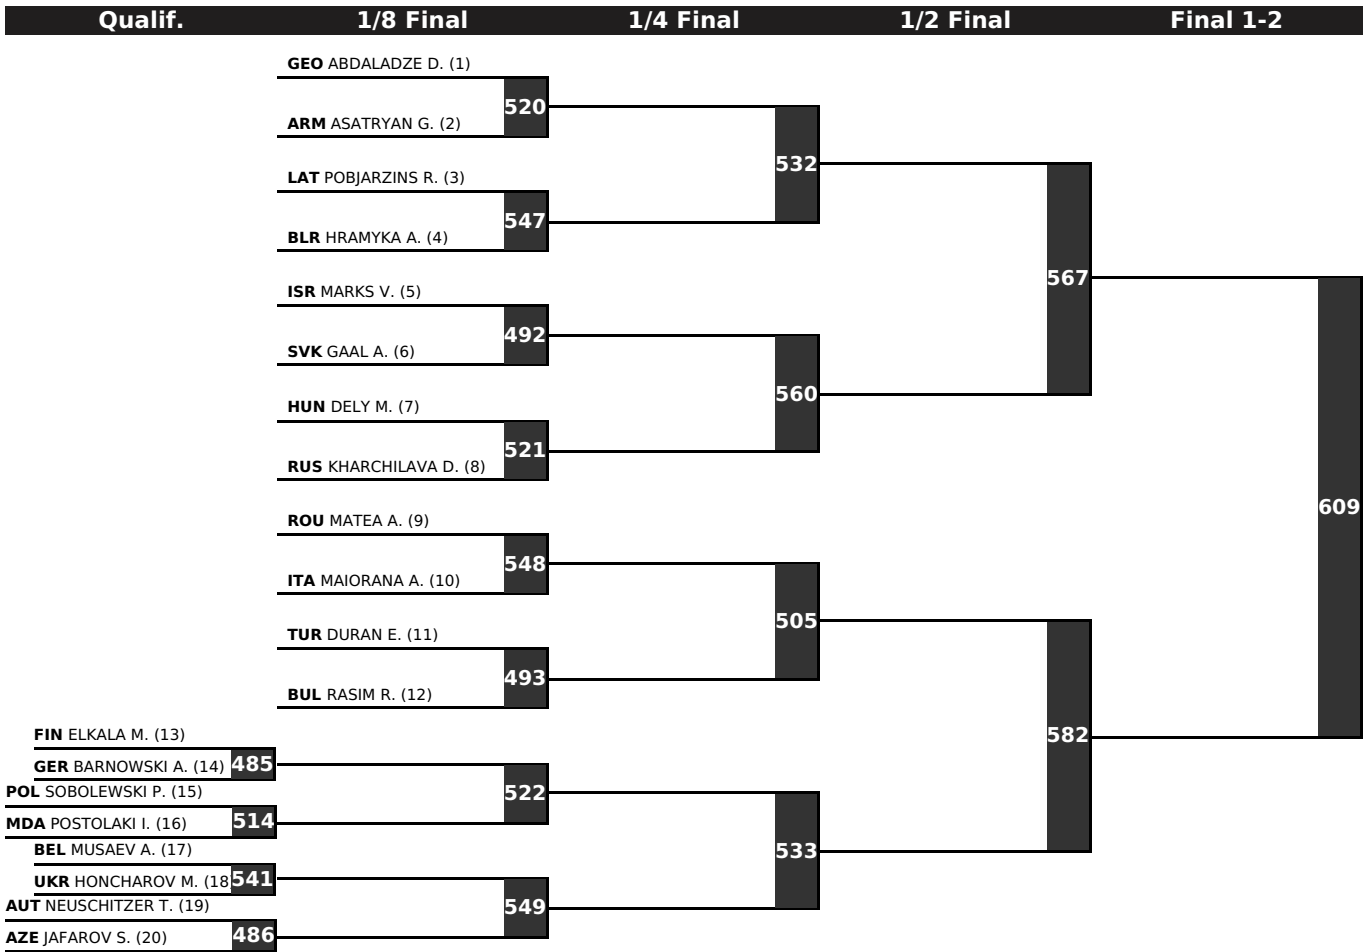 Qualif. 1/8 Final 1/4 Final 1/2 Final Final 1-2
GEO ABDALADZE D. (1)
520
ARM ASATRYAN G. (2)
532
LAT POBJARZINS R. (3)
547
BLR HRAMYKA A. (4)
567
ISR MARKS V. (5)
492
SVK GAAL A. (6)
560
HUN DELY M. (7)
521
RUS KHARCHILAVA D. (8)
609
ROU MATEA A. (9)
548
ITA MAIORANA A. (10)
505
TUR DURAN E. (11)
493
BUL RASIM R. (12)
FIN ELKALA M. (13)
582
GER BARNOWSKI A. (14) 485
POL SOBOLEWSKI P. (15)
522
MDA POSTOLAKI I. (16) 514
BEL MUSAEV A. (17)
533
UKR HONCHAROV M. (18 541
AUT NEUSCHITZER T. (19)
549
AZE JAFAROV S. (20) 486